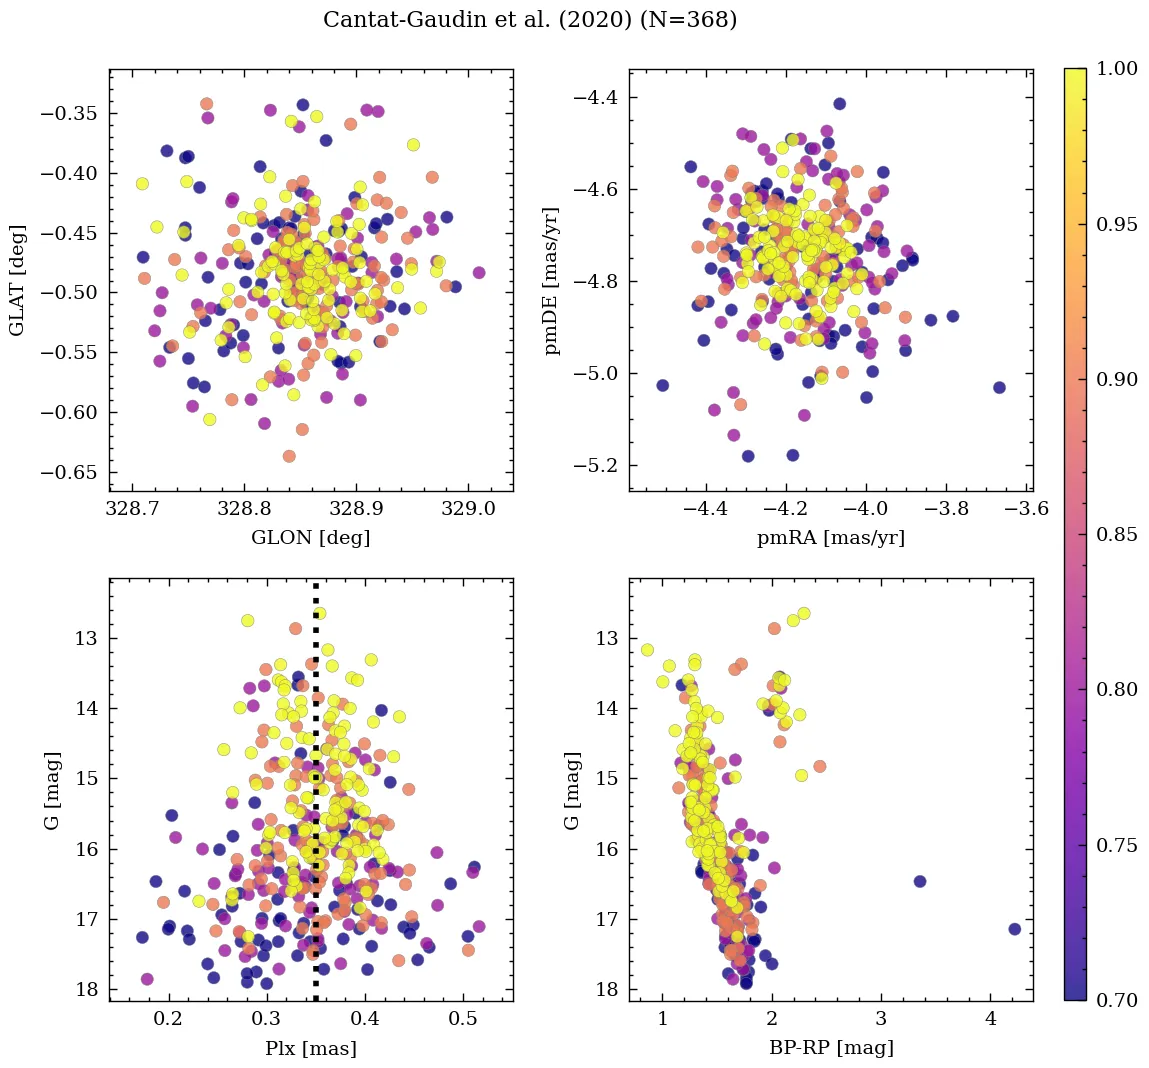 Cantat-Gaudin et al. (2020) (N=368)
−0.35
−0.40
−0.45
−0.50
−0.55
−0.60
−0.65
GLAT [deg]
328.7 328.8 328.9 329.0
GLON [deg]
−4.4
−4.6
−4.8
−5.0
−5.2
pmDE [mas/yr]
−4.4 −4.2 −4.0 −3.8 −3.6
pmRA [mas/yr]
13
14
15
16
17
18
G [mag]
0.2 0.3 0.4 0.5
Plx [mas]
13
14
15
16
17
18
G [mag]
1 2 3 4
BP-RP [mag]
1.00
0.95
0.90
0.85
0.80
0.75
0.70